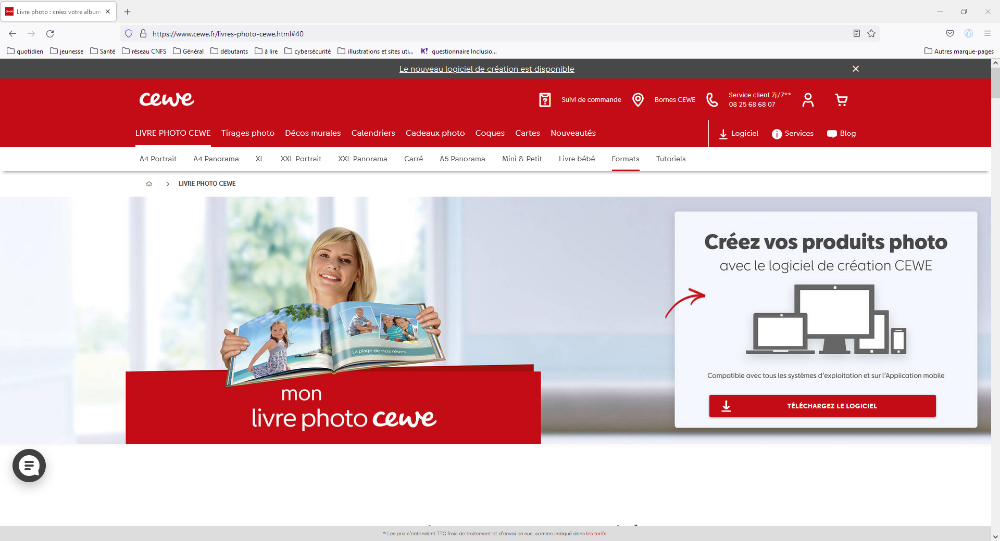 cewe
Livre photo : créez votre album
https://www.cewe.fr/livres-photo-cewe.html#40
quotidien
jeunesse
Santé
réseau CNFS
Général
débutants
à lire
cybersécurité
illustrations et sites uti...
K!
questionnaire Inclusio...
Autres marque-pages
Le nouveau logiciel de création est disponible
cewe
Suivi de commande
Bornes CEWE
Service client 7j/7**
08 25 68 68 07
LIVRE PHOTO CEWE
Tirages photo
Décos murales
Calendriers
Cadeaux photo
Coques
Cartes
Nouveautés
Logiciel
Services
Blog
A4 Portrait
A4 Panorama
XL
XXL Portrait
XXL Panorama
Carré
A5 Panorama
Mini & Petit
Livre bébé
Formats
Tutoriels
LIVRE PHOTO CEWE
La plage de nos rêves
mon
livre photo cewe
Créez vos produits photo
avec le logiciel de création CEWE
Compatible avec tous les systèmes d'exploitation et sur l'Application mobile
TÉLÉCHARGEZ LE LOGICIEL
* Les prix s'entendent TTC frais de traitement et d'envoi en sus, comme indiqué dans les tarifs.